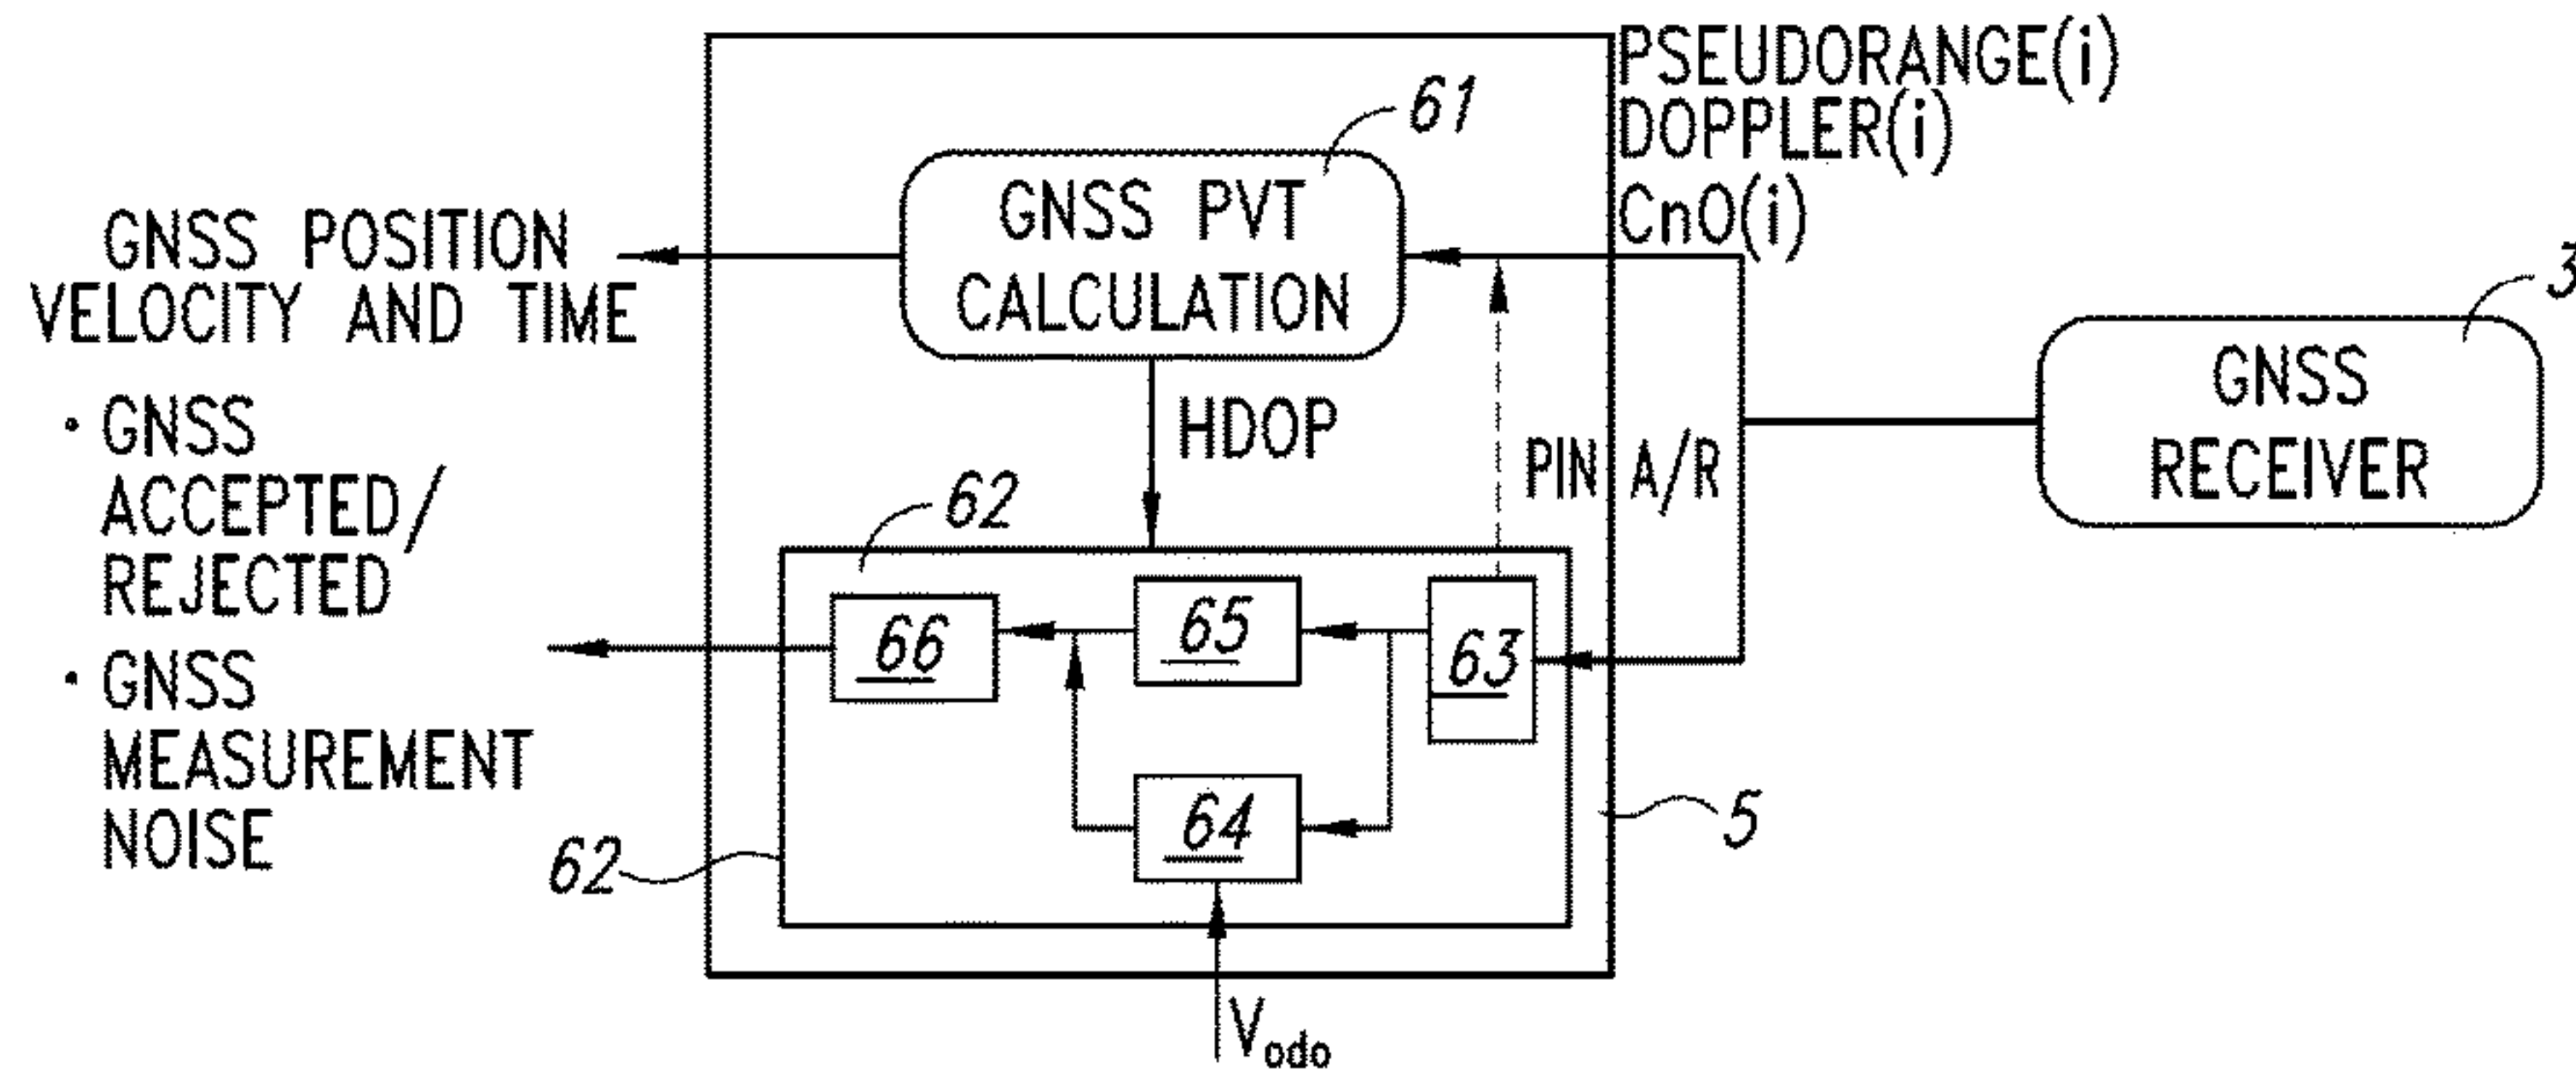 PSEUDORANGE(i)
DOPPLER(i)
CnO(i)
61
GNSS PVT
CALCULATION
GNSS POSITION
VELOCITY AND TIME
3
GNSS
RECEIVER
• GNSS
ACCEPTED/
REJECTED
HDOP
PIN A/R
62
• GNSS
MEASUREMENT
NOISE
66
65
63
64
62
5
Vodo